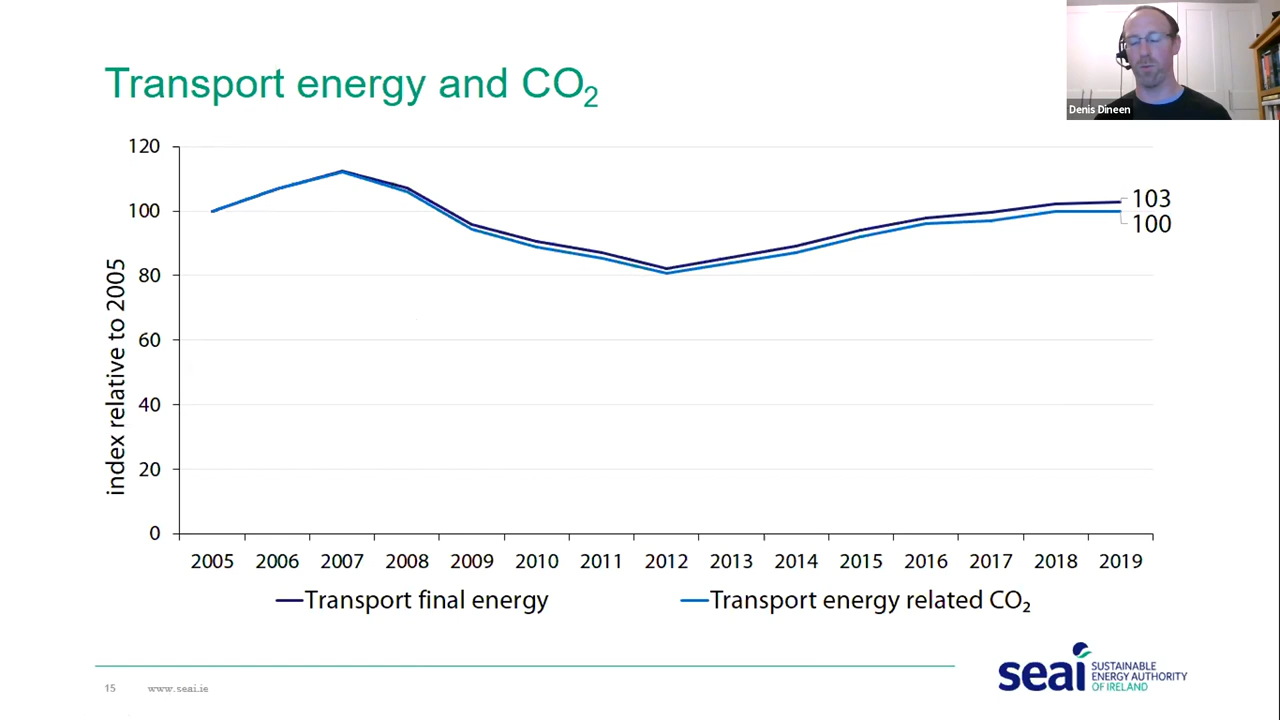 Transport energy and CO₂
Denis Dineen
120
100
80
60
40
20
0
index relative to 2005
103
100
2005 2006 2007 2008 2009 2010 2011 2012 2013 2014 2015 2016 2017 2018 2019
Transport final energy
Transport energy related CO₂
15 www.seai.ie
seai
SUSTAINABLE
ENERGY AUTHORITY
OF IRELAND